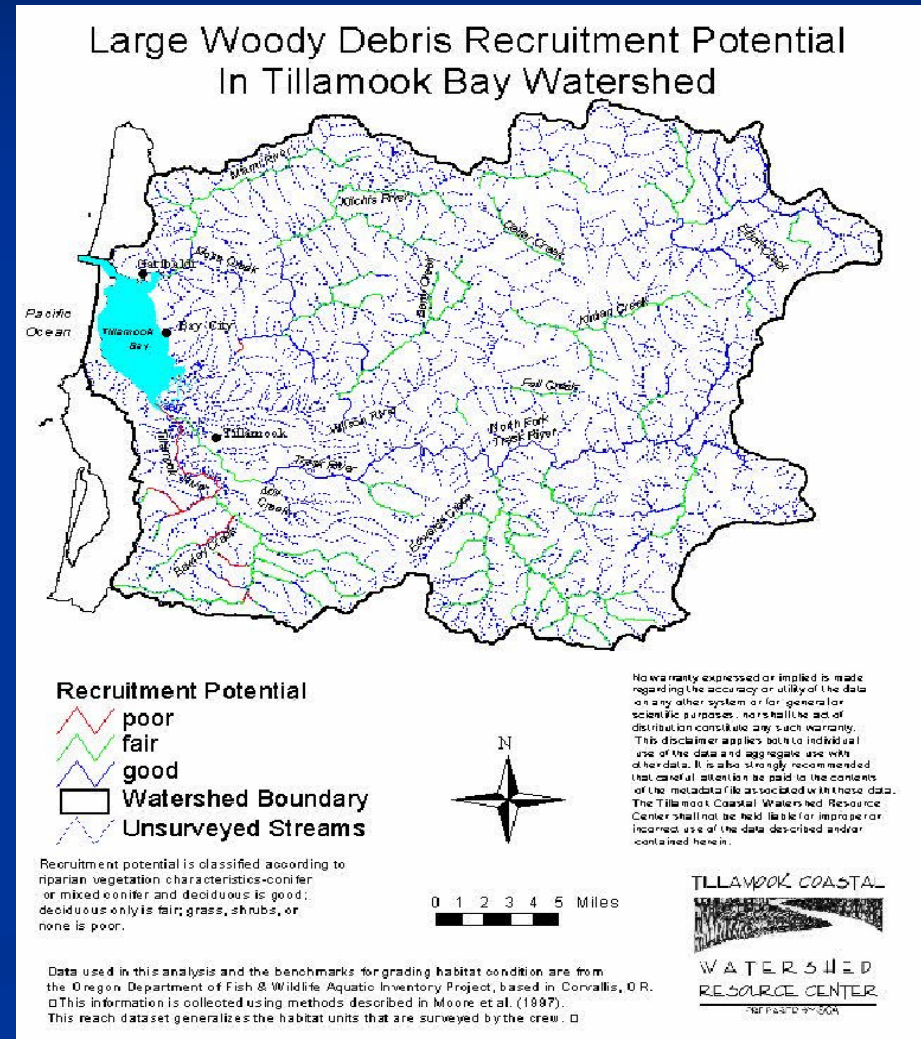 Large Woody Debris Recruitment Potential
In Tillamook Bay Watershed
Miami River
Kilchis River
Garibaldi
Creek
Pacific
Ocean
Tillamook
Bay
Bay City
Creek
Creek
Fall Creek
Wilson River
North Fork
Trask River
Tillamook
Trask River
Tillamook
River
Creek
Creek
Recruitment Potential
poor
fair
good
Watershed Boundary
Unsurveyed Streams
N
Recruitment potential is classified according to
riparian vegetation characteristics-conifer
or mixed conifer and deciduous is good;
deciduous only is fair; grass, shrubs, or
none is poor.
0 1 2 3 4 5 Miles
No warranty expressed or implied is made
regarding the accuracy or utility of the data
on any other system or for general or
scientific purposes, nor shall the act of
distribution constitute any such warranty.
This disclaimer applies both to individual
use of the data and aggregate use with
other data. It is also strongly recommended
that careful attention be paid to the contents
of the metadata file associated with these data.
The Tillamook Coastal Watershed Resource
Center shall not be held liable for improper or
incorrect use of the data described and/or
contained herein.
TILLAMOOK COASTAL
WATERSHED
RESOURCE CENTER
Data used in this analysis and the benchmarks for grading habitat condition are from
the Oregon Department of Fish & Wildlife Aquatic Inventory Project, based in Corvallis, OR.
□This information is collected using methods described in Moore et al. (1997).
This reach dataset generalizes the habitat units that are surveyed by the crew. □